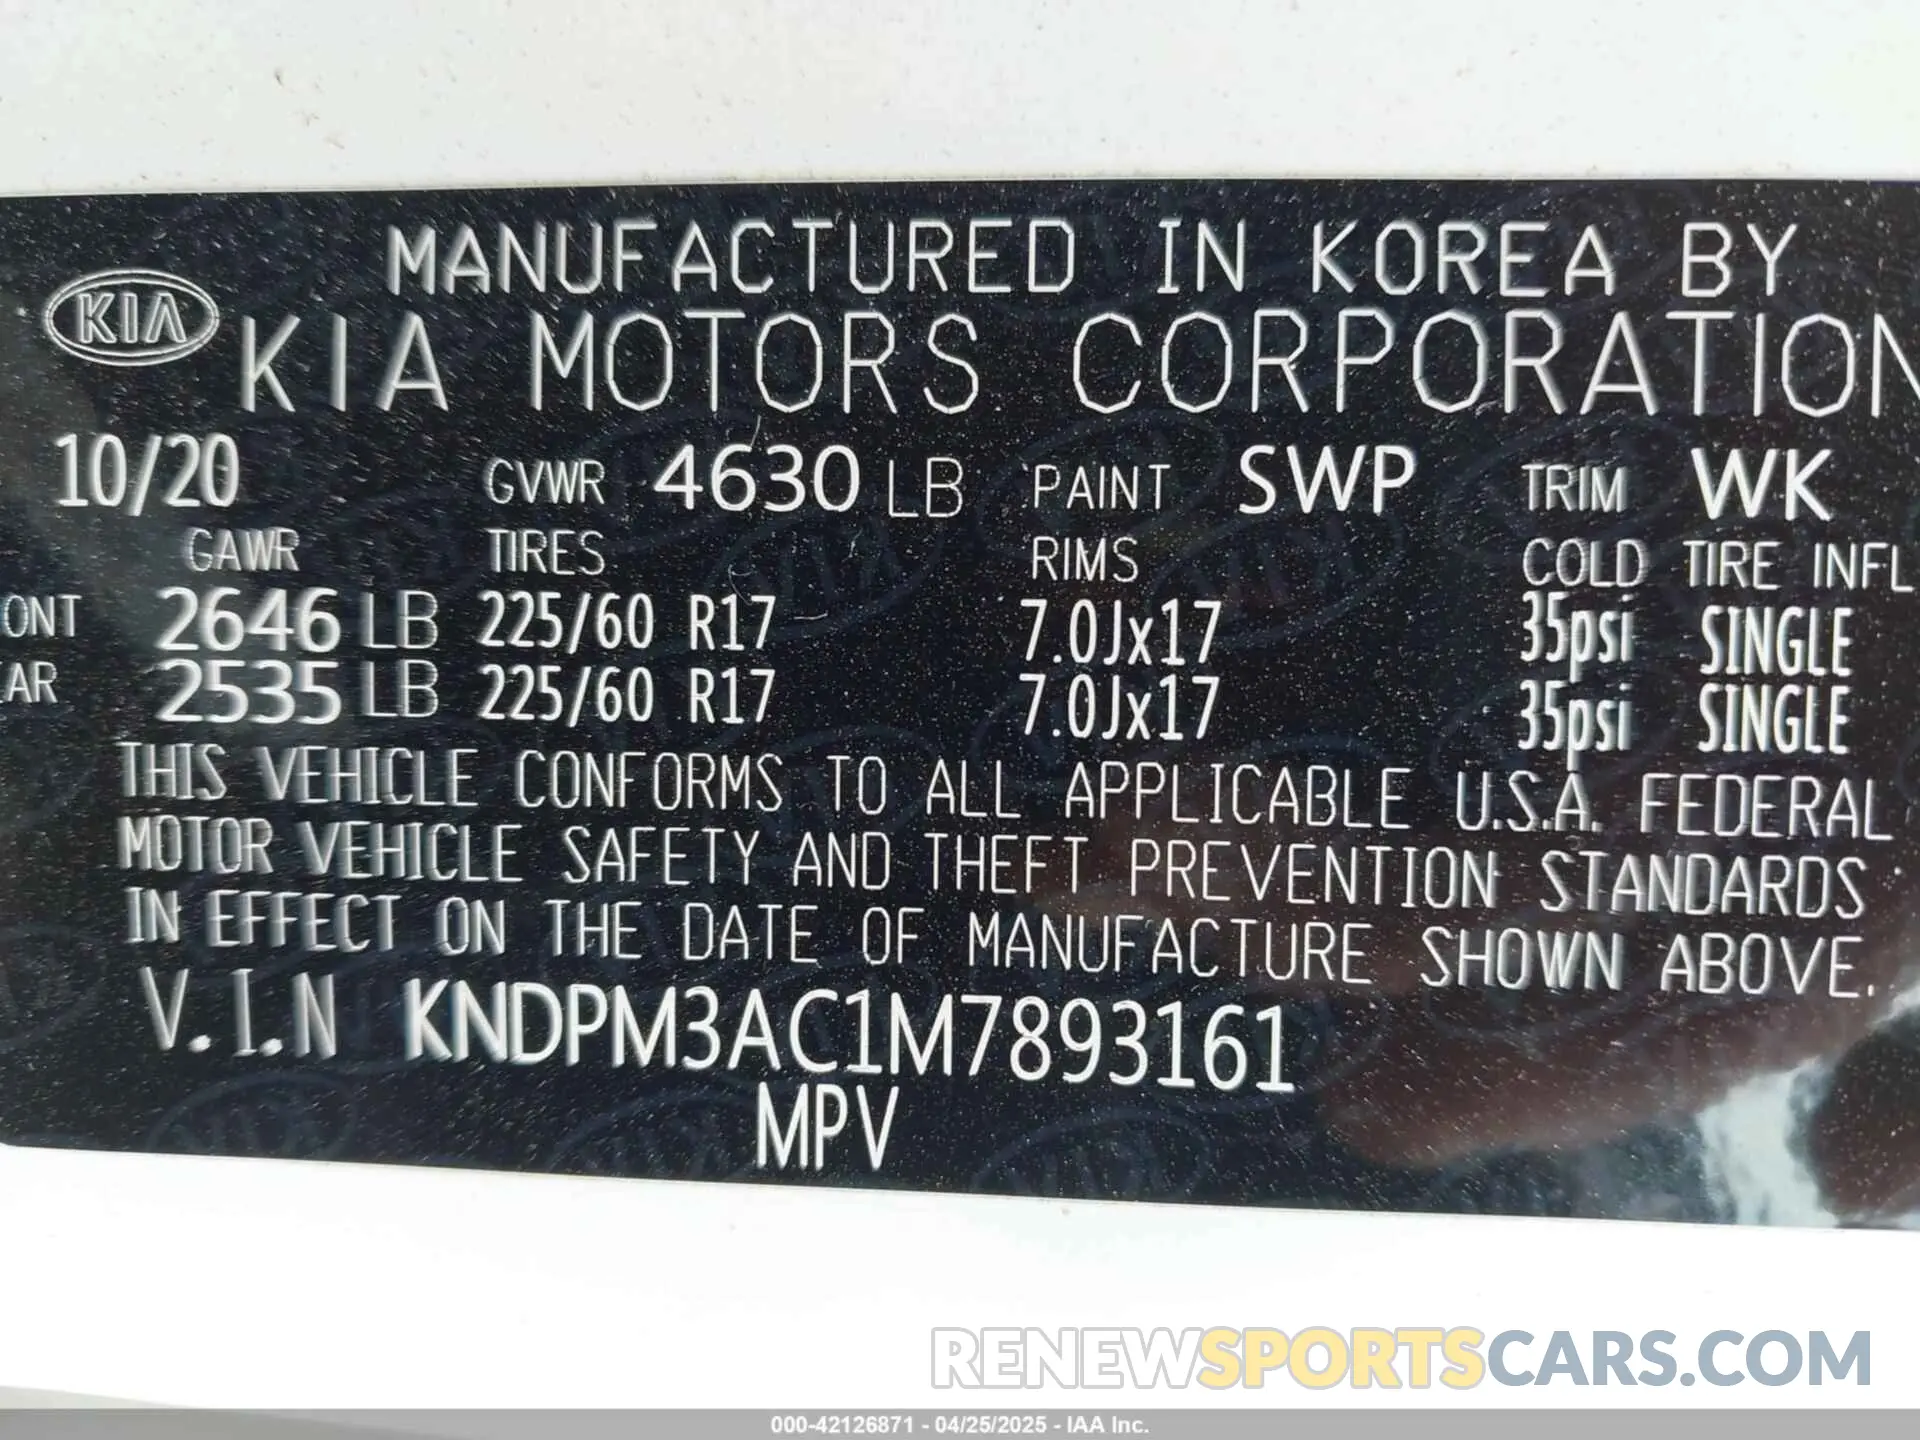 MANUFACTURED IN KOREA BY
KIA KIA MOTORS CORPORATION
10/20 GVWR 4630 LB PAINT SWP TRIM WK
GAWR TIRES RIMS COLD TIRE INFL
ONT 2646 LB 225/60 R17 7.0Jx17 35psi SINGLE
AR 2535 LB 225/60 R17 7.0Jx17 35psi SINGLE
THIS VEHICLE CONFORMS TO ALL APPLICABLE U.S.A. FEDERAL
MOTOR VEHICLE SAFETY AND THEFT PREVENTION STANDARDS
IN EFFECT ON THE DATE OF MANUFACTURE SHOWN ABOVE.
V.I.N KNDPM3AC1M7893161
MPV
RENEWSPORTSCARS.COM
000-42126871 - 04/25/2025 - IAA Inc.